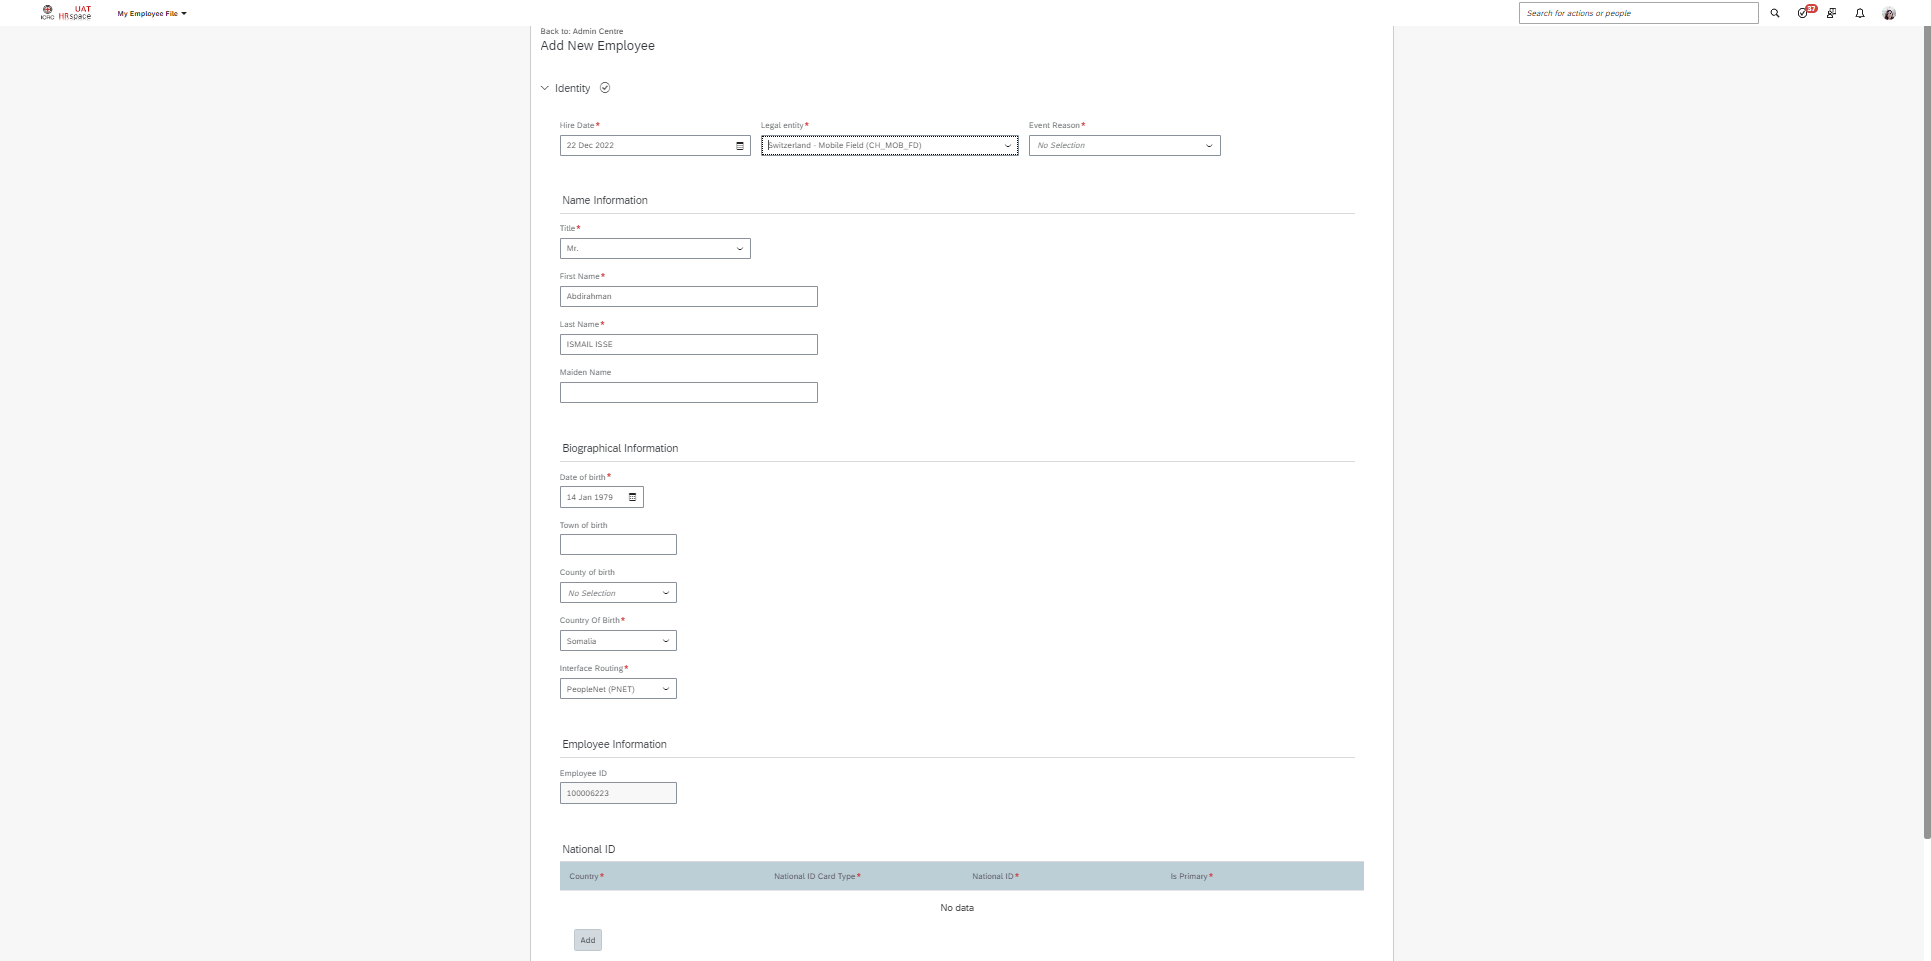 UAT
ICRC HRspace
My Employee File
Search for actions or people
37
Back to: Admin Centre
Add New Employee
Identity
Hire Date* Legal entity* Event Reason*
22 Dec 2022 Switzerland - Mobile Field (CH_MOB_FD) No Selection
Name Information
Title*
Mr.
First Name*
Abdirahman
Last Name*
ISMAIL ISSE
Maiden Name
Biographical Information
Date of birth*
14 Jan 1979
Town of birth
County of birth
No Selection
Country Of Birth*
Somalia
Interface Routing*
PeopleNet (PNET)
Employee Information
Employee ID
100006223
National ID
Country* National ID Card Type* National ID* Is Primary*
No data
Add